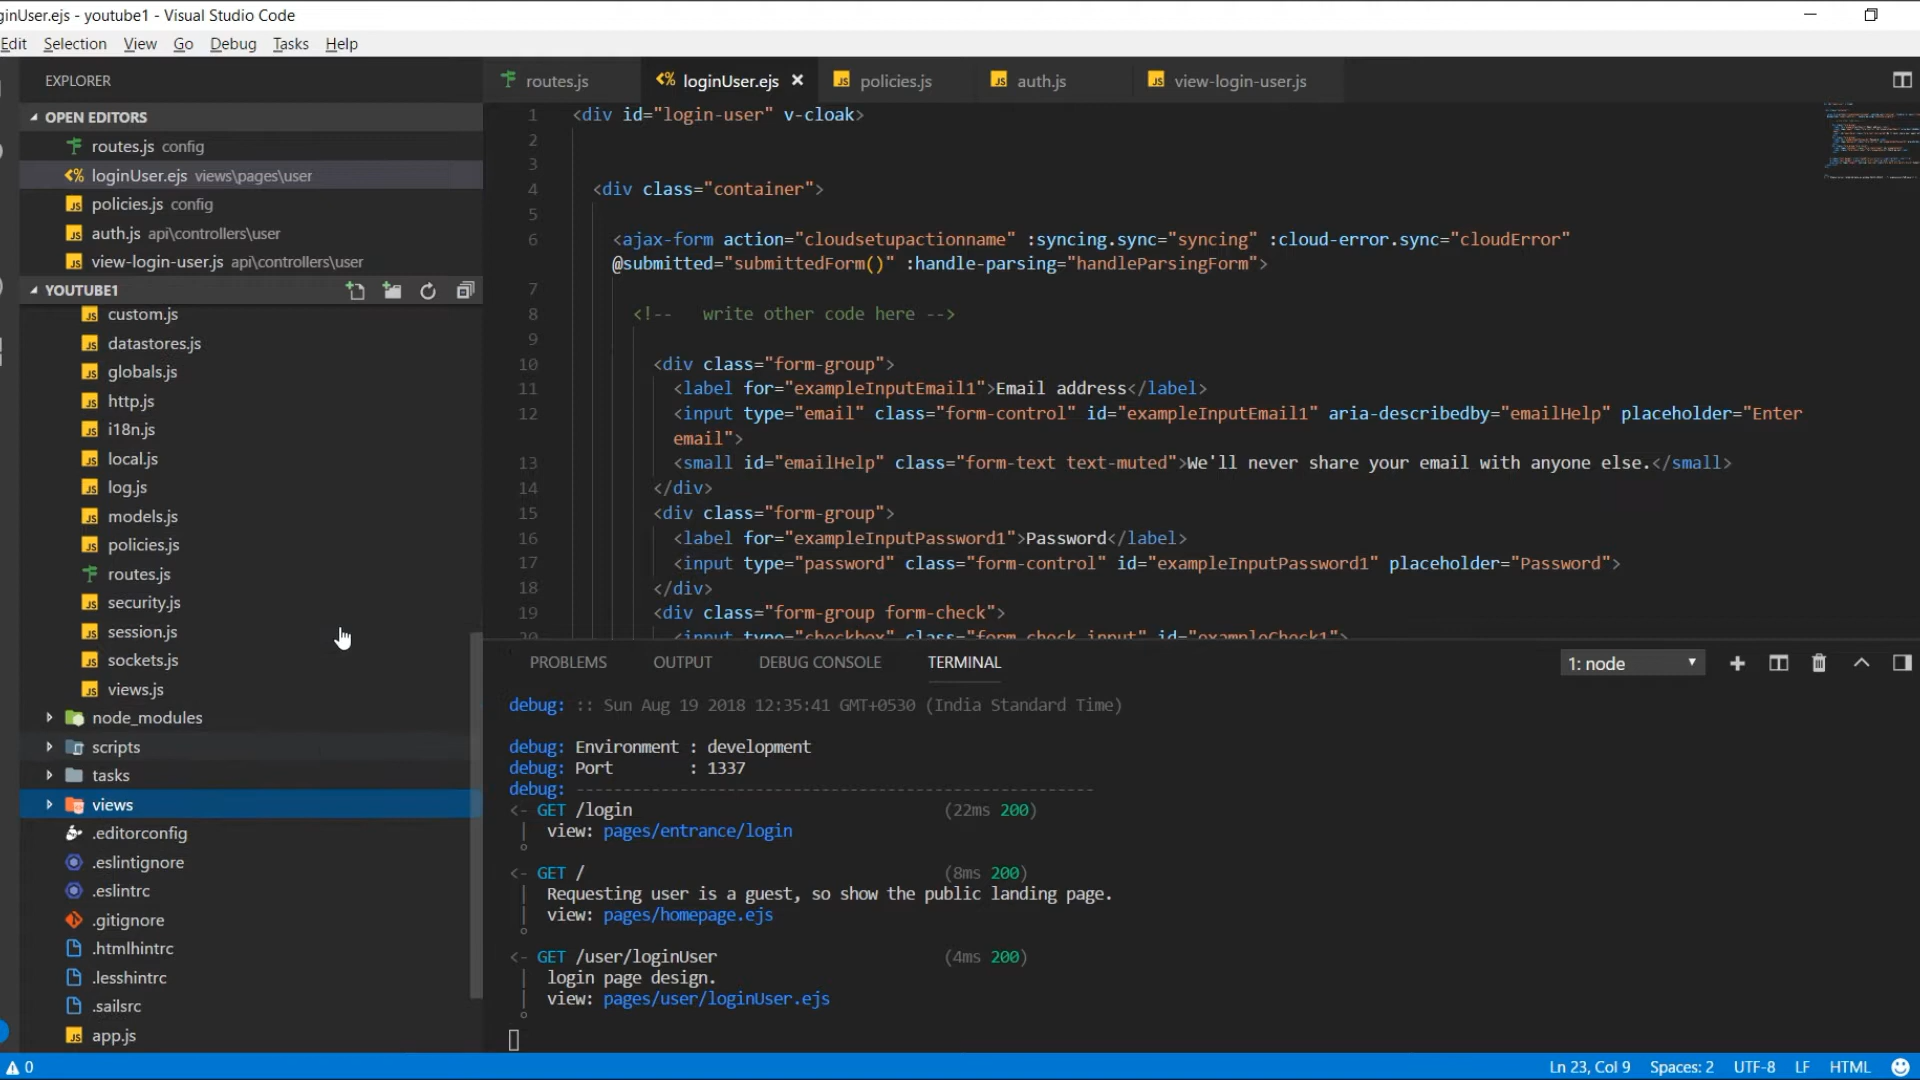 ginUser.ejs - youtube1 - Visual Studio Code
Edit Selection View Go Debug Tasks Help
EXPLORER
OPEN EDITORS
routes.js config
loginUser.ejs views\pages\user
policies.js config
auth.js api\controllers\user
view-login-user.js api\controllers\user
YOUTUBE1
custom.js
datastores.js
globals.js
http.js
i18n.js
local.js
log.js
models.js
policies.js
routes.js
security.js
session.js
sockets.js
views.js
node_modules
scripts
tasks
views
.editorconfig
.eslintignore
.eslintrc
.gitignore
.htmlhintrc
.lesshintrc
.sailsrc
app.js
routes.js loginUser.ejs policies.js auth.js view-login-user.js
1 <div id="login-user" v-cloak>
2
3
4 <div class="container">
5
6 <ajax-form action="cloudsetupactionname" :syncing.sync="syncing" :cloud-error.sync="cloudError"
@submitted="submittedForm()" :handle-parsing="handleParsingForm">
7
8 <!-- write other code here -->
9
10 <div class="form-group">
11 <label for="exampleInputEmail1">Email address</label>
12 <input type="email" class="form-control" id="exampleInputEmail1" aria-describedby="emailHelp" placeholder="Enter
email">
13 <small id="emailHelp" class="form-text text-muted">We'll never share your email with anyone else.</small>
14 </div>
15 <div class="form-group">
16 <label for="exampleInputPassword1">Password</label>
17 <input type="password" class="form-control" id="exampleInputPassword1" placeholder="Password">
18 </div>
19 <div class="form-group form-check">
20 <input type="checkbox" class="form-check-input" id="exampleCheck1">
PROBLEMS OUTPUT DEBUG CONSOLE TERMINAL 1: node
debug: :: Sun Aug 19 2018 12:35:41 GMT+0530 (India Standard Time)
debug: Environment : development
debug: Port : 1337
debug: -------------------------------------------------------
<- GET /login (22ms 200)
| view: pages/entrance/login
°
<- GET / (8ms 200)
| Requesting user is a guest, so show the public landing page.
| view: pages/homepage.ejs
°
<- GET /user/loginUser (4ms 200)
| login page design.
| view: pages/user/loginUser.ejs
°
0 Ln 23, Col 9 Spaces: 2 UTF-8 LF HTML